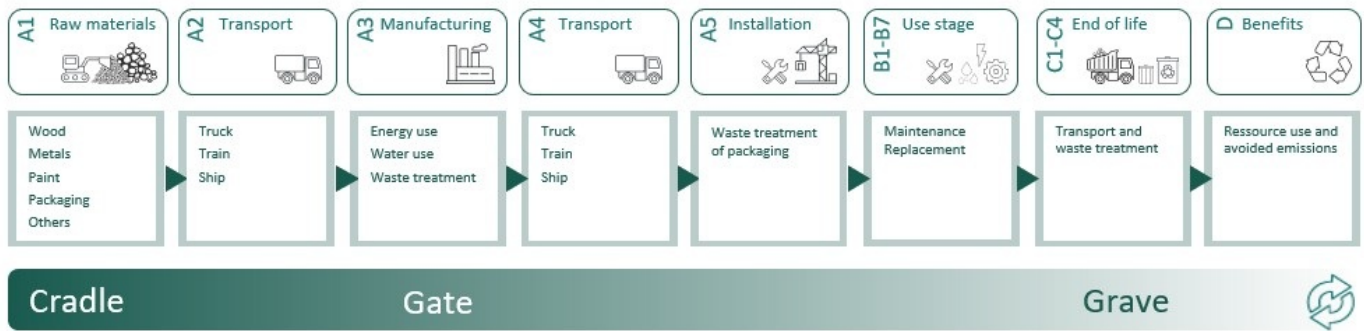 A1 Raw materials
A2 Transport
A3 Manufacturing
A4 Transport
A5 Installation
B1-B7 Use stage
C1-C4 End of life
D Benefits
Wood
Metals
Paint
Packaging
Others
Truck
Train
Ship
Energy use
Water use
Waste treatment
Truck
Train
Ship
Waste treatment
of packaging
Maintenance
Replacement
Transport and
waste treatment
Ressource use and
avoided emissions
Cradle
Gate
Grave